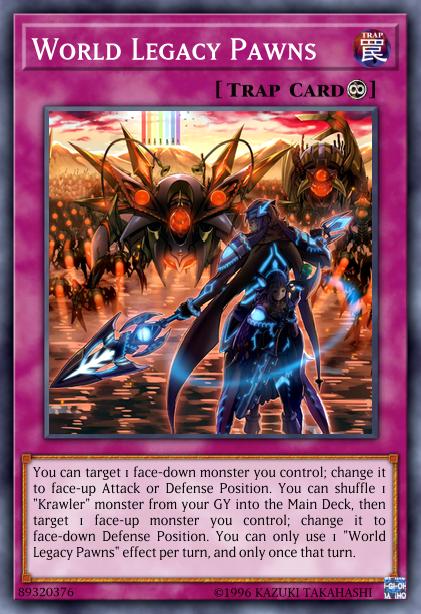 World Legacy Pawns
TRAP
罠
[Trap Card]
You can target 1 face-down monster you control; change it
to face-up Attack or Defense Position. You can shuffle 1
"Krawler" monster from your GY into the Main Deck, then
target 1 face-up monster you control; change it to
face-down Defense Position. You can only use 1 "World
Legacy Pawns" effect per turn, and only once that turn.
89320376
©1996 KAZUKI TAKAHASHI